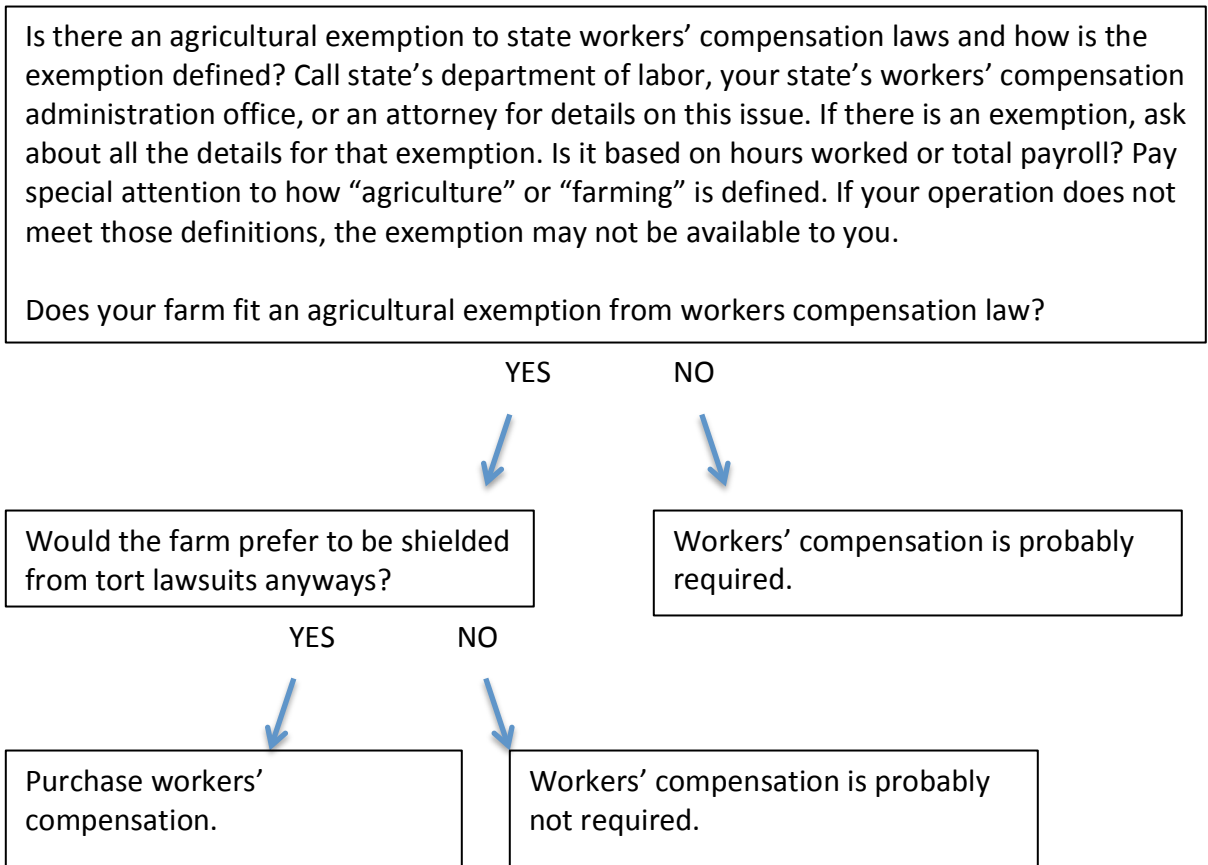 Is there an agricultural exemption to state workers’ compensation laws and how is the
exemption defined? Call state’s department of labor, your state’s workers’ compensation
administration office, or an attorney for details on this issue. If there is an exemption, ask
about all the details for that exemption. Is it based on hours worked or total payroll? Pay
special attention to how “agriculture” or “farming” is defined. If your operation does not
meet those definitions, the exemption may not be available to you.
Does your farm fit an agricultural exemption from workers compensation law?
YES NO
Would the farm prefer to be shielded
from tort lawsuits anyways?
Workers’ compensation is probably
required.
YES NO
Purchase workers’
compensation.
Workers’ compensation is probably
not required.